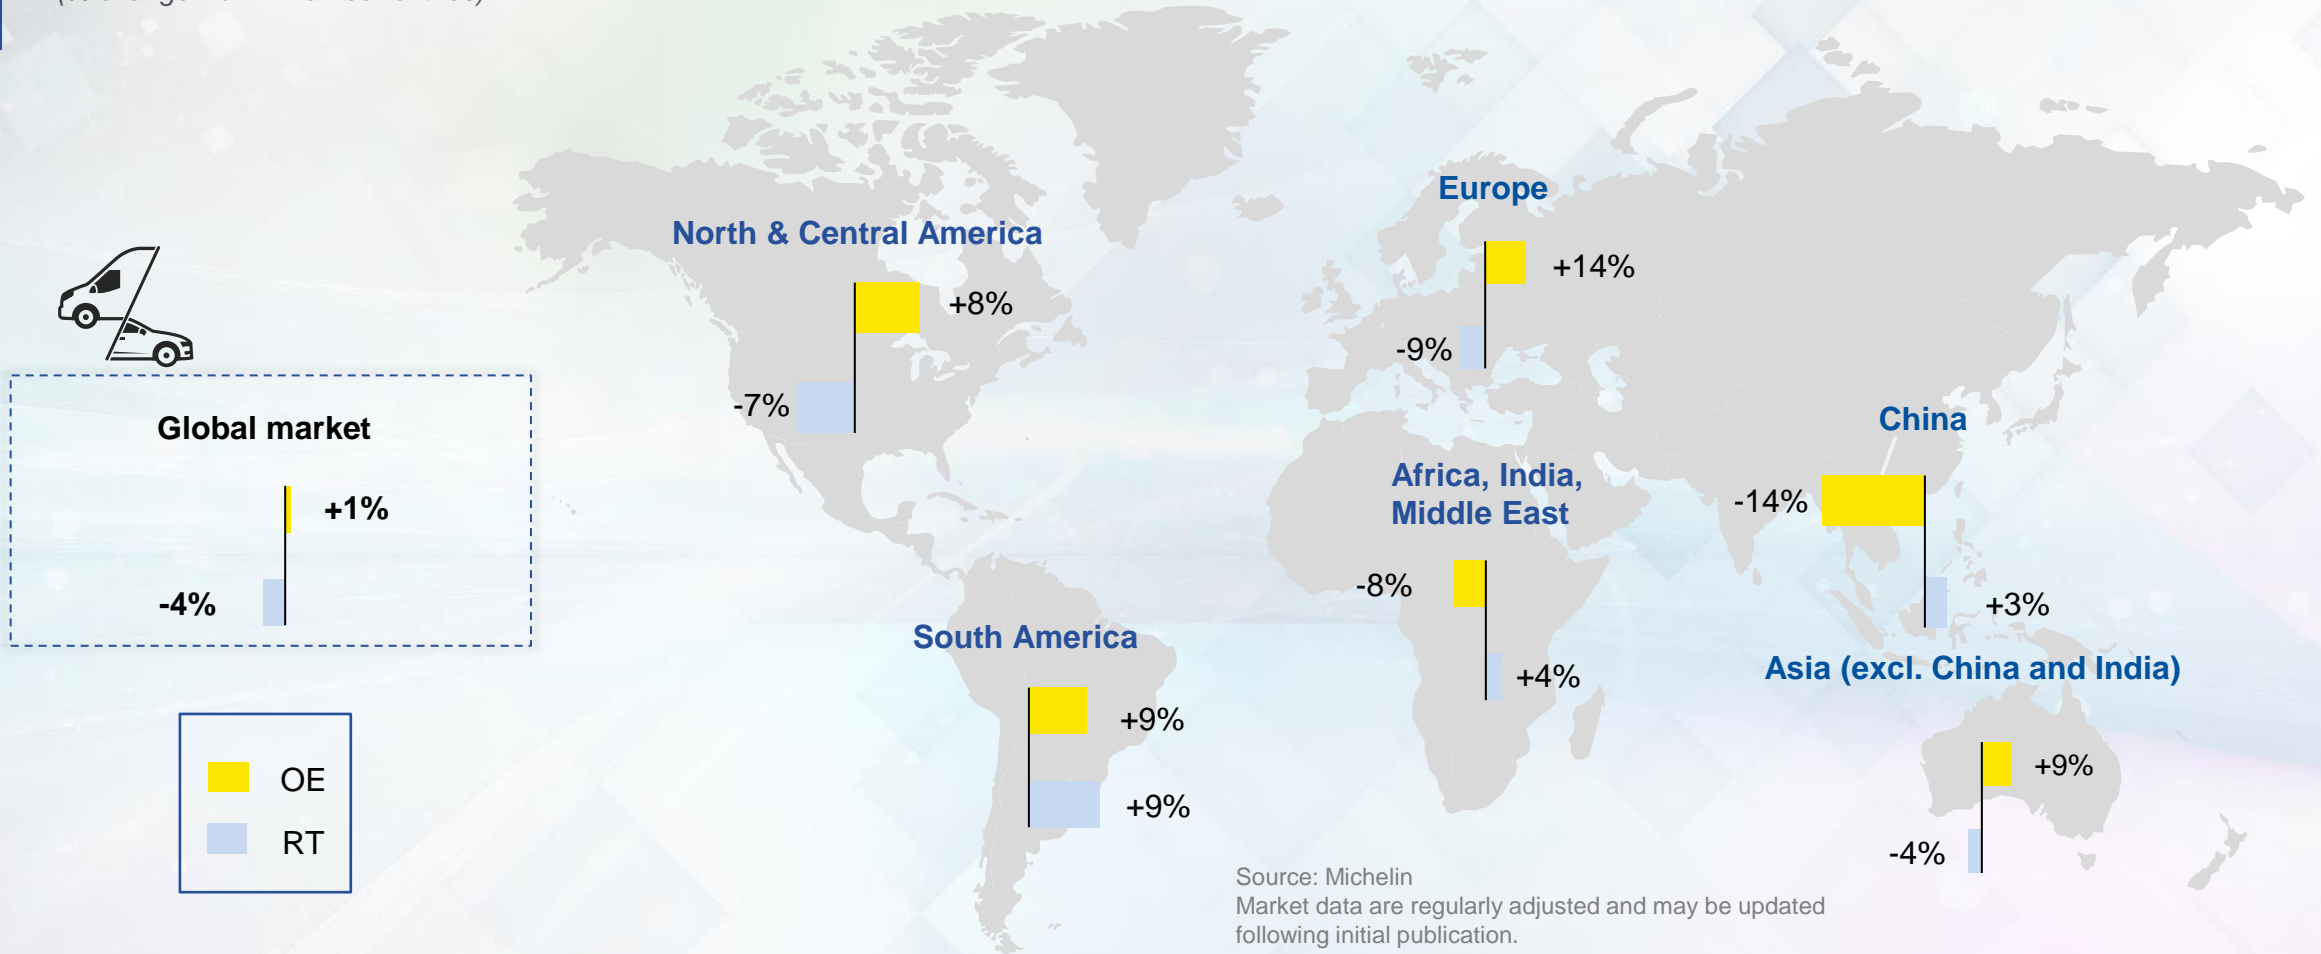 North & Central America
+8%
-7%
Europe
+14%
-9%
Global market
+1%
-4%
China
-14%
+3%
Africa, India,
Middle East
-8%
+4%
South America
+9%
+9%
Asia (excl. China and India)
+9%
-4%
OE
RT
Source: Michelin
Market data are regularly adjusted and may be updated
following initial publication.